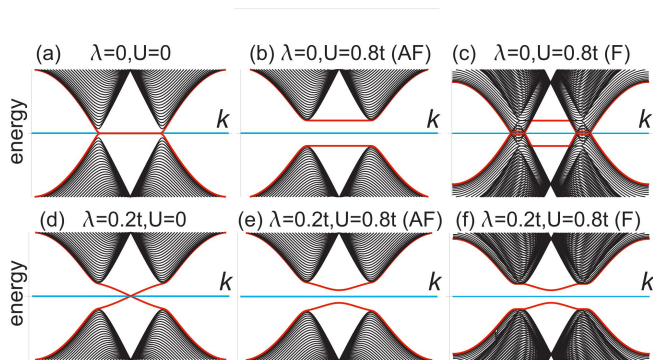 (a) λ=0,U=0
(b) λ=0,U=0.8t (AF)
(c) λ=0,U=0.8t (F)
energy
k
k
k
(d) λ=0.2t,U=0
(e) λ=0.2t,U=0.8t (AF)
(f) λ=0.2t,U=0.8t (F)
energy
k
k
k